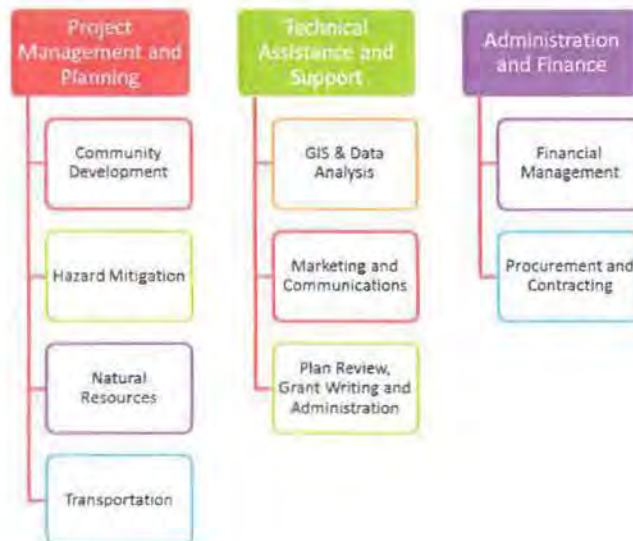 Project
Management and
Planning
Community
Development
Hazard Mitigation
Natural
Resources
Transportation
Technical
Assistance and
Support
GIS & Data
Analysis
Marketing and
Communications
Plan Review,
Grant Writing and
Administration
Administration
and Finance
Financial
Management
Procurement and
Contracting